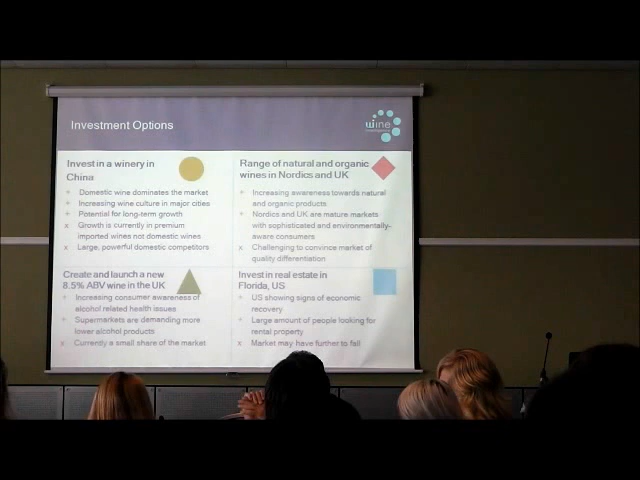 Investment Options
wine
Invest in a winery in
China
+ Domestic wine dominates the market
+ Increasing wine culture in major cities
+ Potential for long-term growth
x Growth is currently in premium
imported wines not domestic wines
x Large, powerful domestic competitors
Range of natural and organic
wines in Nordics and UK
+ Increasing awareness towards natural
and organic products
+ Nordics and UK are mature markets
with sophisticated and environmentally-
aware consumers
x Challenging to convince market of
quality differentiation
Create and launch a new
8.5% ABV wine in the UK
+ Increasing consumer awareness of
alcohol related health issues
+ Supermarkets are demanding more
lower alcohol products
x Currently a small share of the market
Invest in real estate in
Florida, US
+ US showing signs of economic
recovery
+ Large amount of people looking for
rental property
x Market may have further to fall